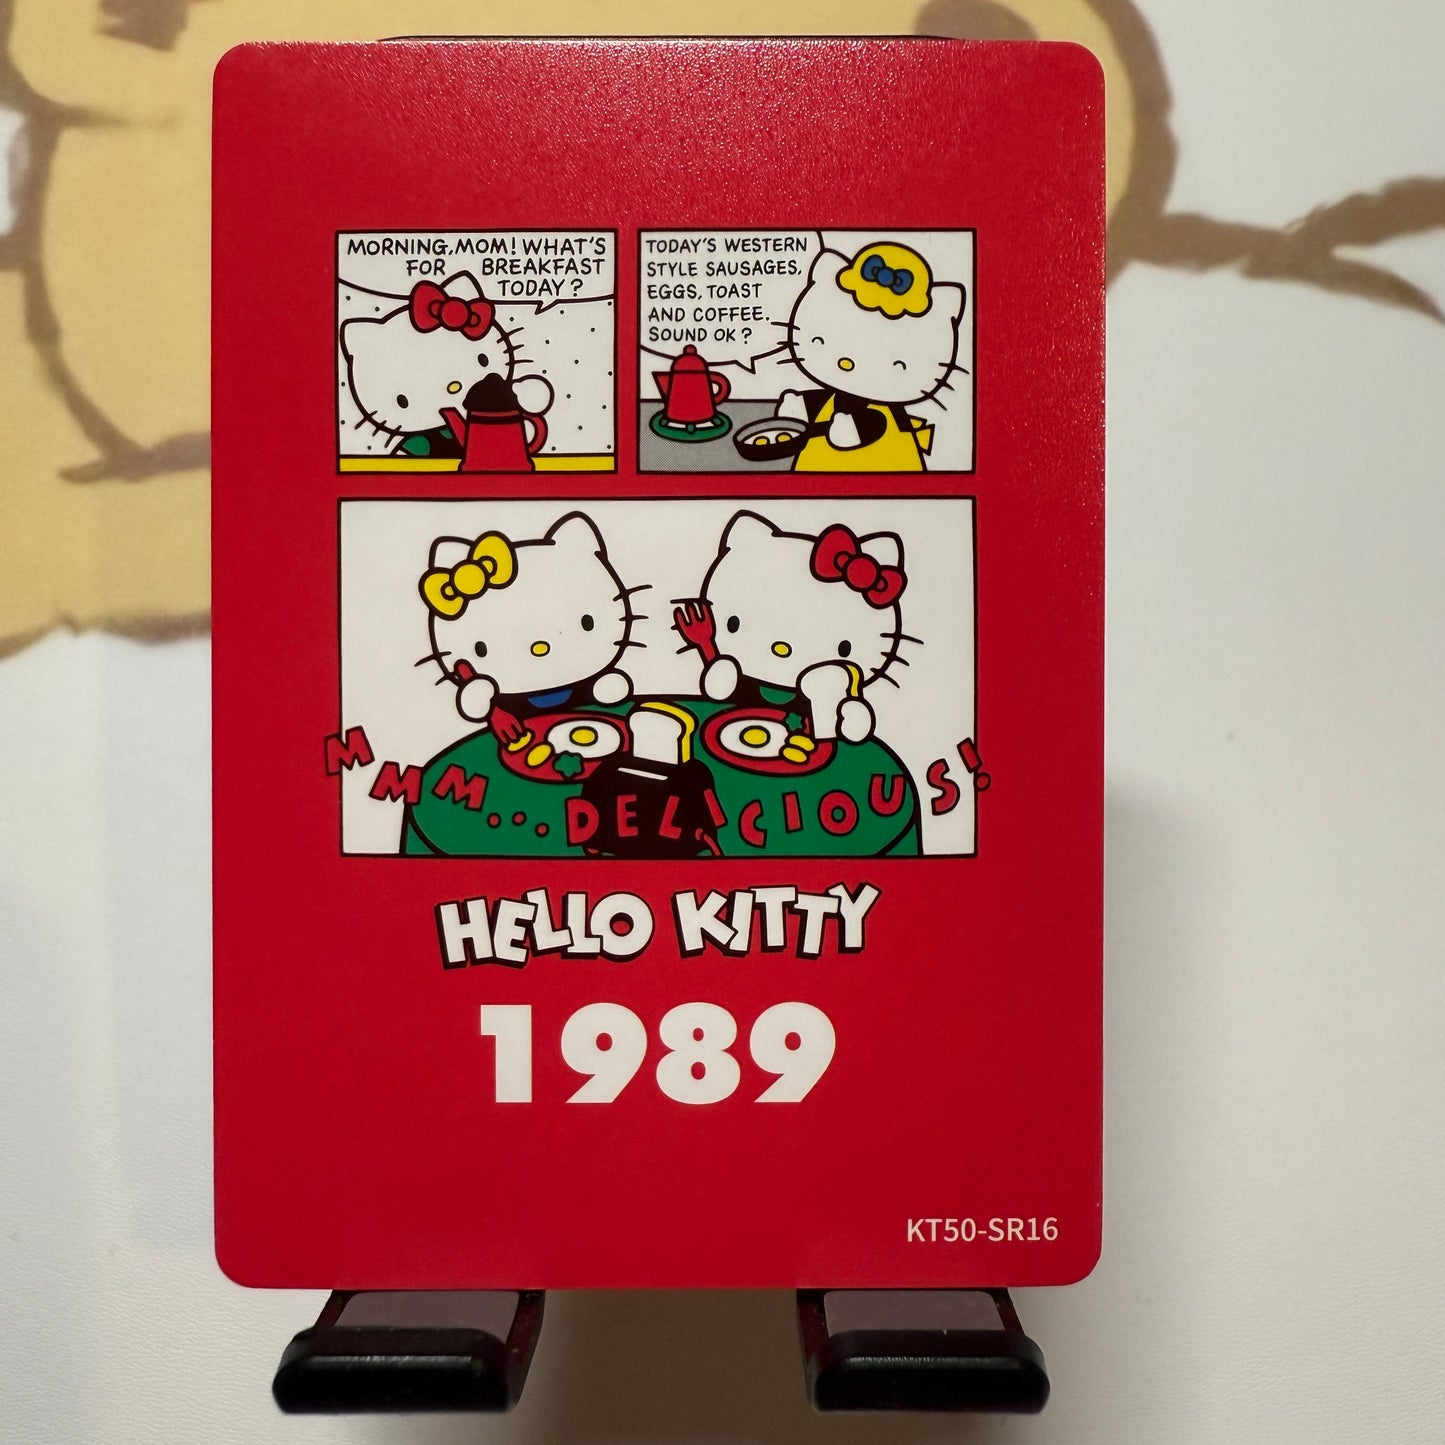 MORNING, MOM! WHAT'S
FOR BREAKFAST
TODAY?
TODAY'S WESTERN
STYLE SAUSAGES,
EGGS, TOAST
AND COFFEE.
SOUND OK?
MMM...DELICIOUS!
HELLO KITTY
1989
KT50-SR16